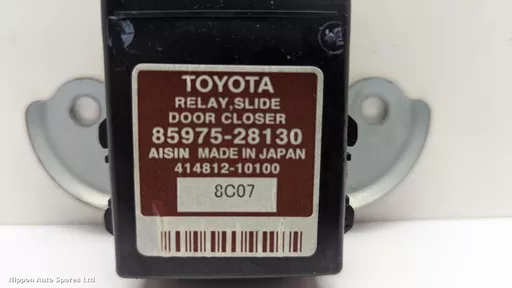 TOYOTA
RELAY,SLIDE
DOOR CLOSER
85975-28130
AISIN MADE IN JAPAN
414812-10100
8C07
Nippon Auto Spares Ltd